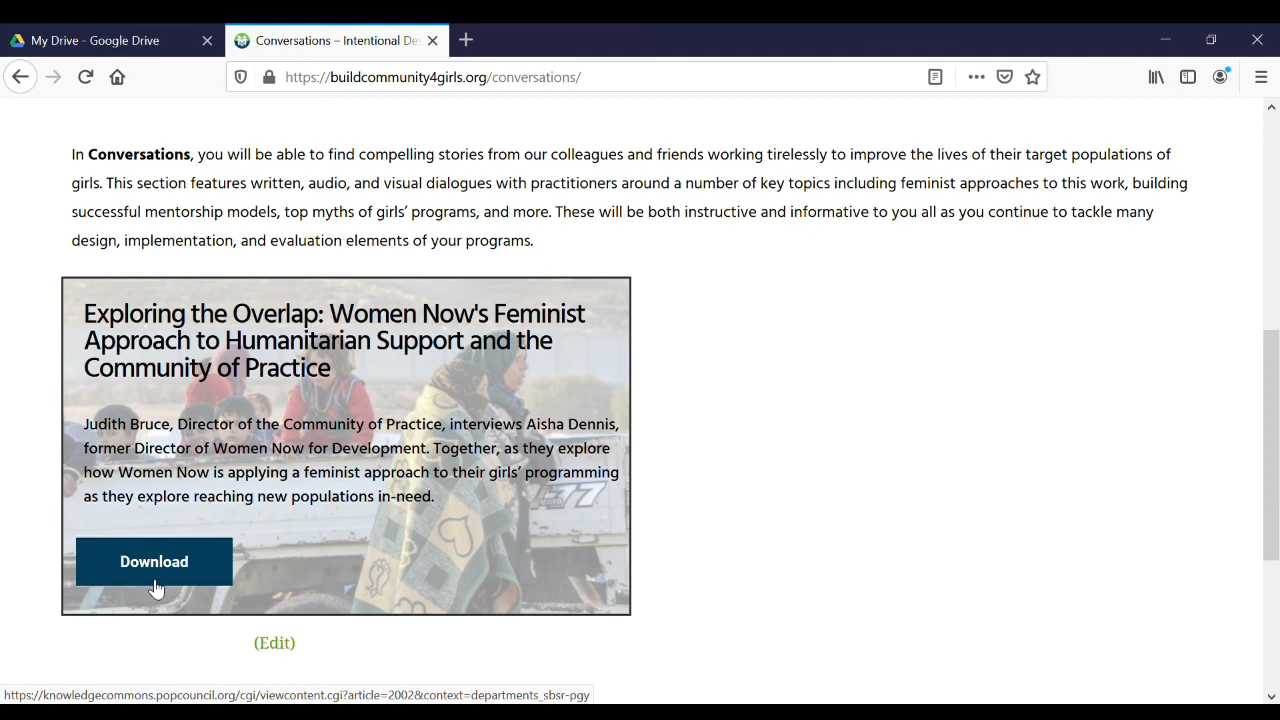 My Drive - Google Drive
Conversations – Intentional De
https://buildcommunity4girls.org/conversations/
In Conversations, you will be able to find compelling stories from our colleagues and friends working tirelessly to improve the lives of their target populations of
girls. This section features written, audio, and visual dialogues with practitioners around a number of key topics including feminist approaches to this work, building
successful mentorship models, top myths of girls’ programs, and more. These will be both instructive and informative to you all as you continue to tackle many
design, implementation, and evaluation elements of your programs.
Exploring the Overlap: Women Now's Feminist
Approach to Humanitarian Support and the
Community of Practice
Judith Bruce, Director of the Community of Practice, interviews Aisha Dennis,
former Director of Women Now for Development. Together, as they explore
how Women Now is applying a feminist approach to their girls’ programming
as they explore reaching new populations in-need.
Download
(Edit)
https://knowledgecommons.popcouncil.org/cgi/viewcontent.cgi?article=2002&context=departments_sbsr-pgy